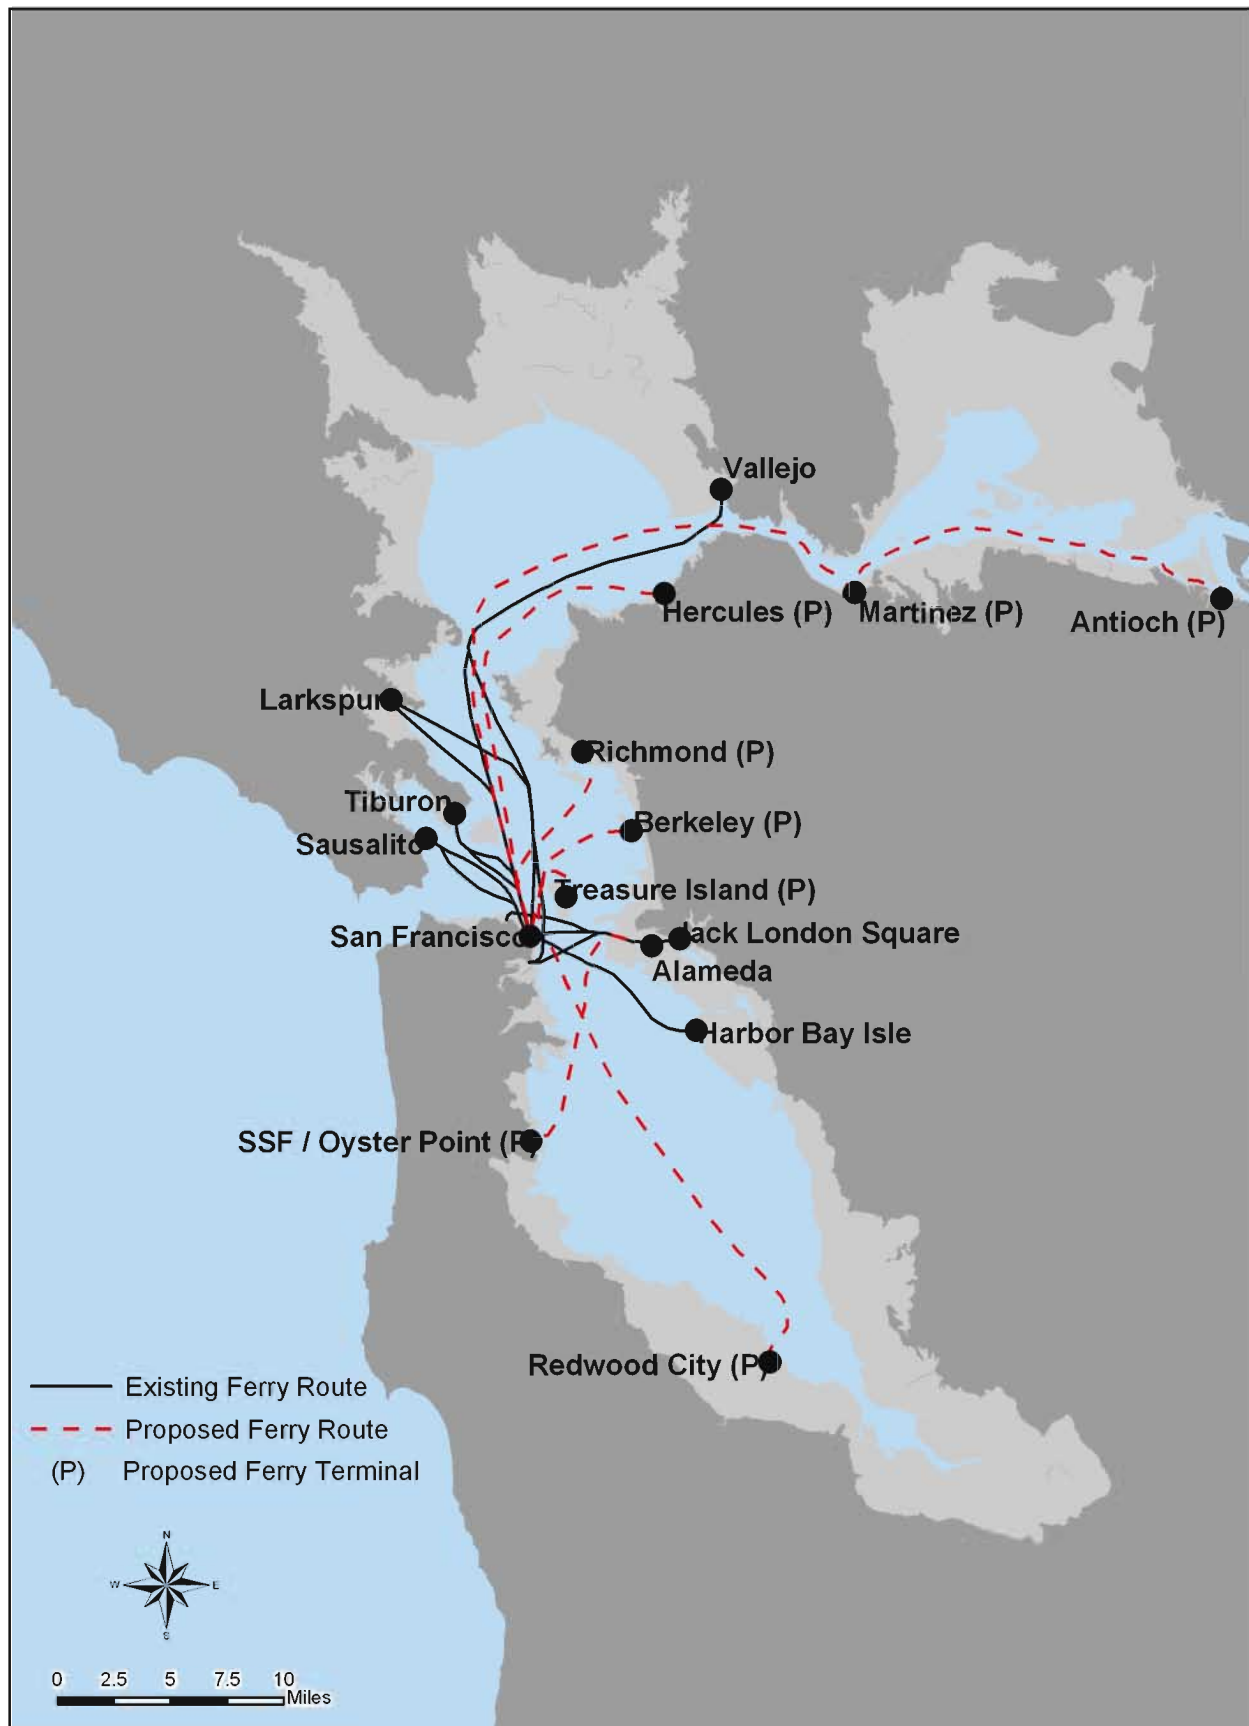 Vallejo
Hercules (P)
Martinez (P)
Antioch (P)
Larkspur
Richmond (P)
Tiburon
Berkeley (P)
Sausalito
Treasure Island (P)
San Francisco
Jack London Square
Alameda
Harbor Bay Isle
SSF / Oyster Point (P)
Redwood City (P)
Existing Ferry Route
Proposed Ferry Route
(P) Proposed Ferry Terminal
N
W E
S
0 2.5 5 7.5 10
Miles